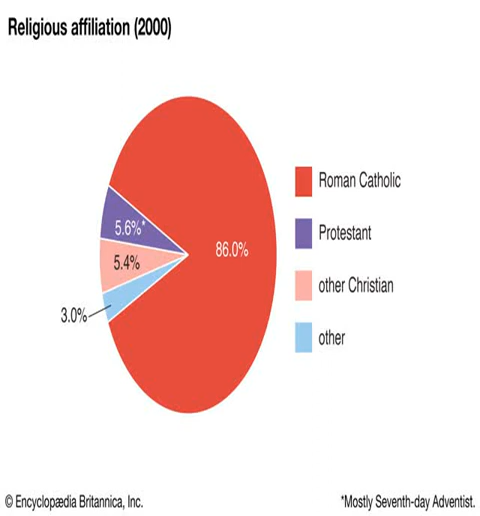 Religious affiliation (2000)
Roman Catholic
5.6%*
86.0%
Protestant
5.4%
other Christian
3.0%
other
© Encyclopædia Britannica, Inc.
*Mostly Seventh-day Adventist.